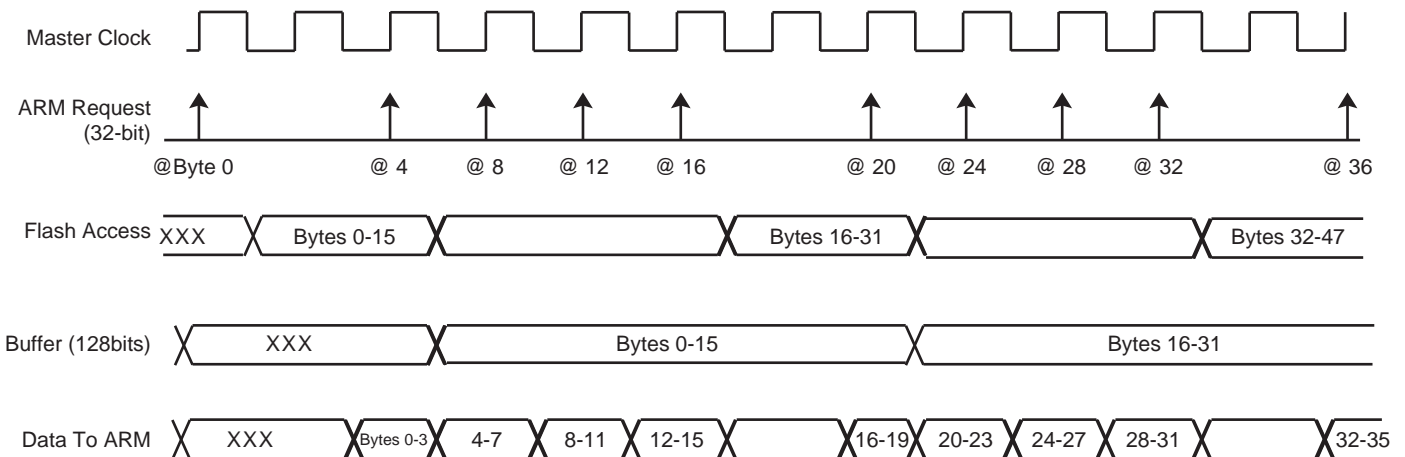 Master Clock
ARM Request
(32-bit)
@Byte 0 @ 4 @ 8 @ 12 @ 16 @ 20 @ 24 @ 28 @ 32 @ 36
Flash Access XXX Bytes 0-15 Bytes 16-31 Bytes 32-47
Buffer (128bits) XXX Bytes 0-15 Bytes 16-31
Data To ARM XXX Bytes 0-3 4-7 8-11 12-15 16-19 20-23 24-27 28-31 32-35